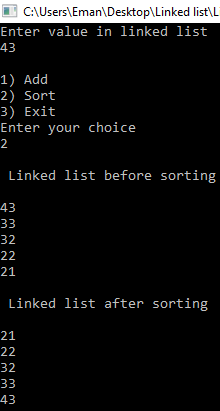 C:\Users\Eman\Desktop\Linked list\L
Enter value in linked list
43
1) Add
2) Sort
3) Exit
Enter your choice
2
Linked list before sorting
43
33
32
22
21
Linked list after sorting
21
22
32
33
43